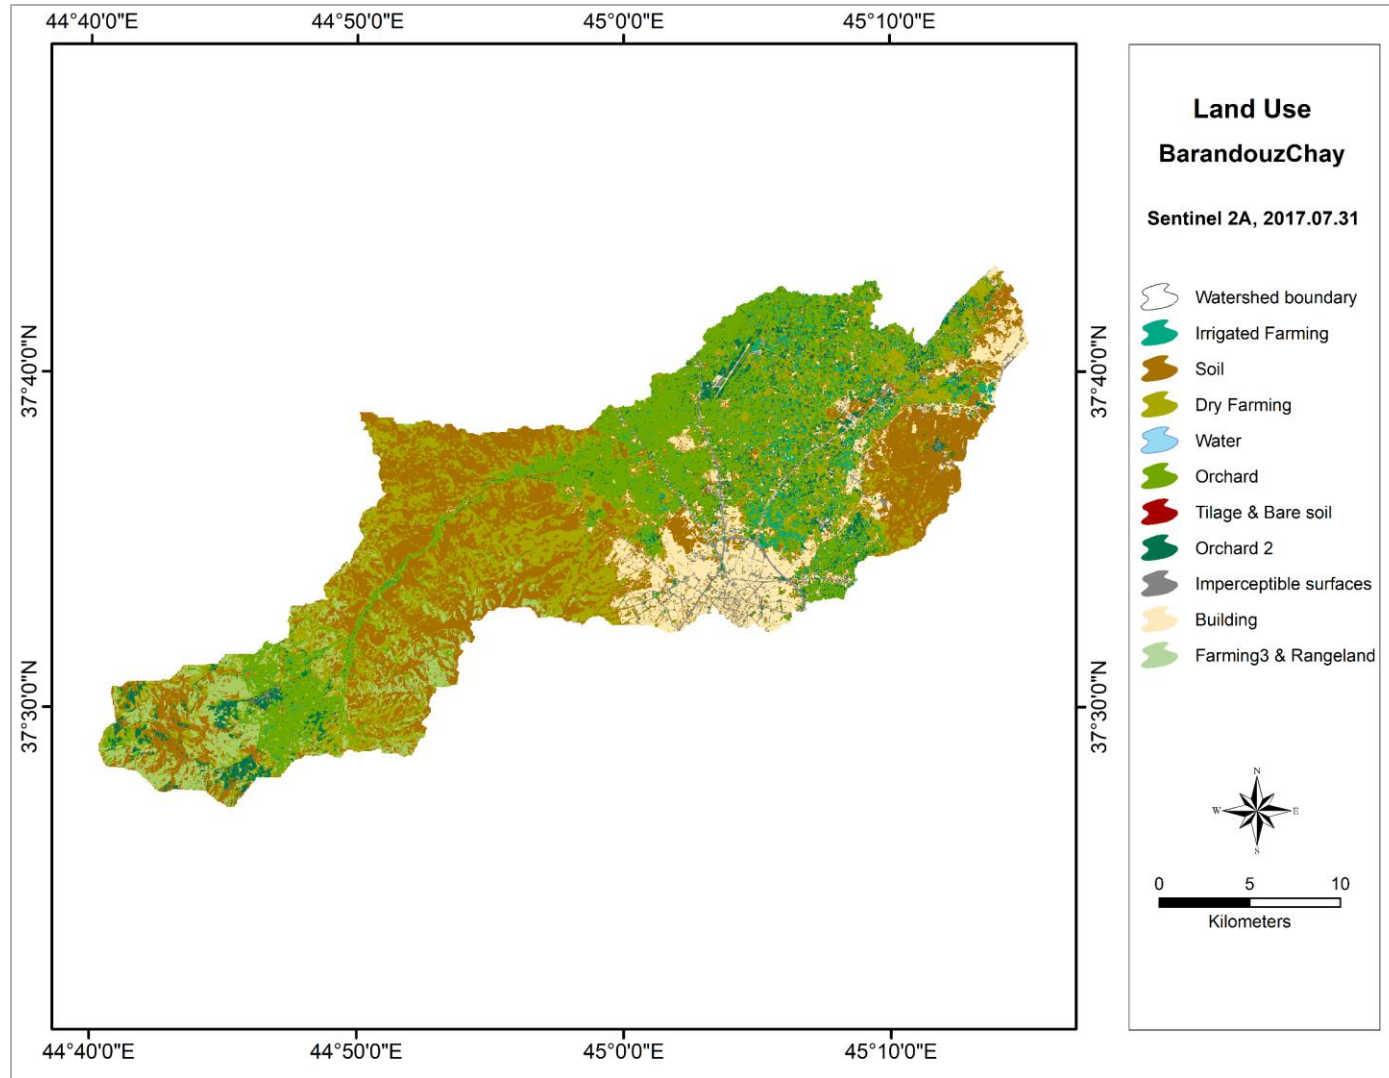 44°40'0"E 44°50'0"E 45°0'0"E 45°10'0"E
37°40'0"N 37°40'0"N
37°30'0"N 37°30'0"N
44°40'0"E 44°50'0"E 45°0'0"E 45°10'0"E
Land Use
BarandouzChay
Sentinel 2A, 2017.07.31
Watershed boundary
Irrigated Farming
Soil
Dry Farming
Water
Orchard
Tilage & Bare soil
Orchard 2
Imperceptible surfaces
Building
Farming3 & Rangeland
N
W E
S
0 5 10
Kilometers